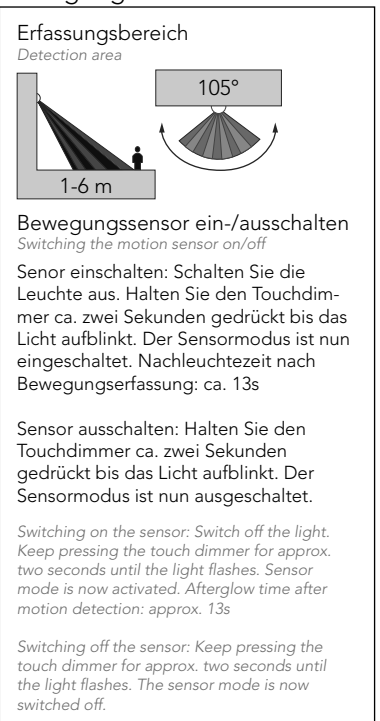 Erfassungsbereich
Detection area
105°
1-6 m
Bewegungssensor ein-/ausschalten
Switching the motion sensor on/off
Senor einschalten: Schalten Sie die
Leuchte aus. Halten Sie den Touchdim-
mer ca. zwei Sekunden gedrückt bis das
Licht aufblinkt. Der Sensormodus ist nun
eingeschaltet. Nachleuchtezeit nach
Bewegungserfassung: ca. 13s
Sensor ausschalten: Halten Sie den
Touchdimmer ca. zwei Sekunden
gedrückt bis das Licht aufblinkt. Der
Sensormodus ist nun ausgeschaltet.
Switching on the sensor: Switch off the light.
Keep pressing the touch dimmer for approx.
two seconds until the light flashes. Sensor
mode is now activated. Afterglow time after
motion detection: approx. 13s
Switching off the sensor: Keep pressing the
touch dimmer for approx. two seconds until
the light flashes. The sensor mode is now
switched off.